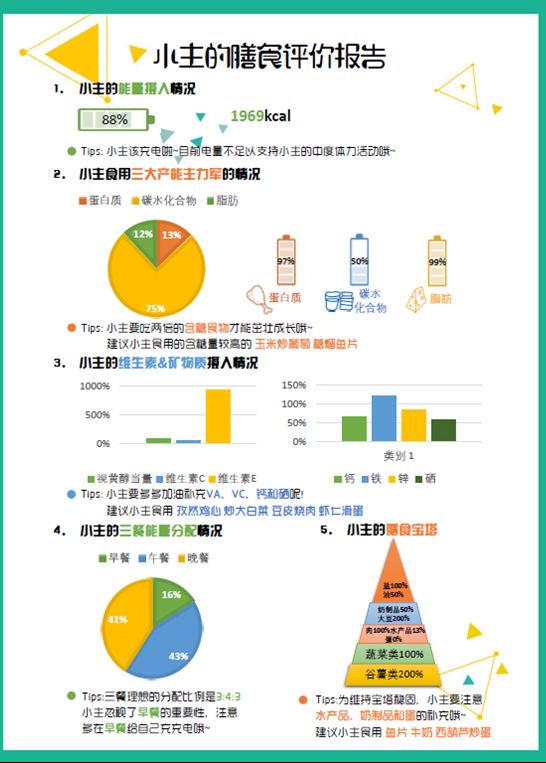 小主的膳食评价报告
1. 小主的能量摄入情况
88%
1969kcal
Tips: 小主该充电啦~目前电量不足以支持小主的中度体力活动哦~
2. 小主食用三大产能主力军的情况
蛋白质 碳水化合物 脂肪
12% 13%
75%
97% 50% 99%
蛋白质
碳水
化合物
脂肪
Tips: 小主要吃两倍的含糖食物才能茁壮成长哦~
建议小主食用的含糖量较高的 玉米炒葡萄 糖熘鱼片
3. 小主的维生素&矿物质摄入情况
1000%
500%
0%
视黄醇当量 维生素C 维生素E
150%
100%
50%
0%
类别 1
钙 铁 锌 硒
Tips: 小主要多多加油补充VA、VC、钙和硒呢!
建议小主食用 孜然鸡心 炒大白菜 豆皮烧肉 虾仁滑蛋
4. 小主的三餐能量分配情况
早餐 午餐 晚餐
16%
41%
43%
Tips:三餐理想的分配比例是3:4:3
小主忽视了早餐的重要性，注意
多在早餐给自己充充电哦~
5. 小主的膳食宝塔
盐100%
油50%
奶制品50%
大豆200%
肉100%水产品13%
蛋0%
蔬菜类100%
谷薯类200%
Tips:为维持宝塔稳固，小主要注意
水产品、奶制品和蛋的补充哦~
建议小主食用 鱼片 牛奶 西葫芦炒蛋